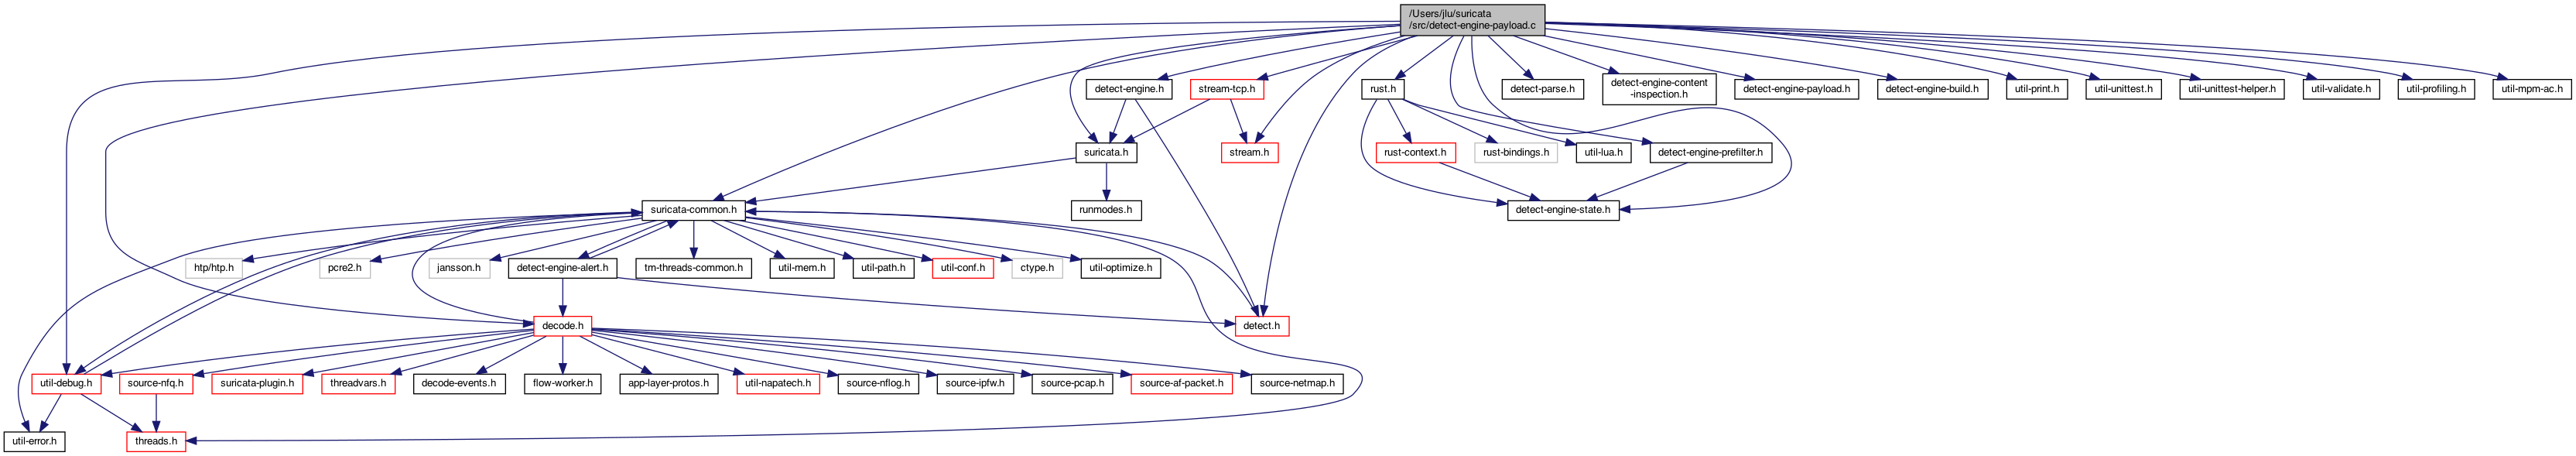 /Users/jlu/suricata
/src/detect-engine-payload.c
detect-engine.h
stream-tcp.h
rust.h
detect-parse.h
detect-engine-content
-inspection.h
detect-engine-payload.h
detect-engine-build.h
util-print.h
util-unittest.h
util-unittest-helper.h
util-validate.h
util-profiling.h
util-mpm-ac.h
suricata.h
stream.h
rust-context.h
rust-bindings.h
util-lua.h
detect-engine-prefilter.h
suricata-common.h
runmodes.h
detect-engine-state.h
htp/htp.h
pcre2.h
jansson.h
detect-engine-alert.h
tm-threads-common.h
util-mem.h
util-path.h
util-conf.h
ctype.h
util-optimize.h
decode.h
detect.h
util-debug.h
source-nfq.h
suricata-plugin.h
threadvars.h
decode-events.h
flow-worker.h
app-layer-protos.h
util-napatech.h
source-nflog.h
source-ipfw.h
source-pcap.h
source-af-packet.h
source-netmap.h
util-error.h
threads.h